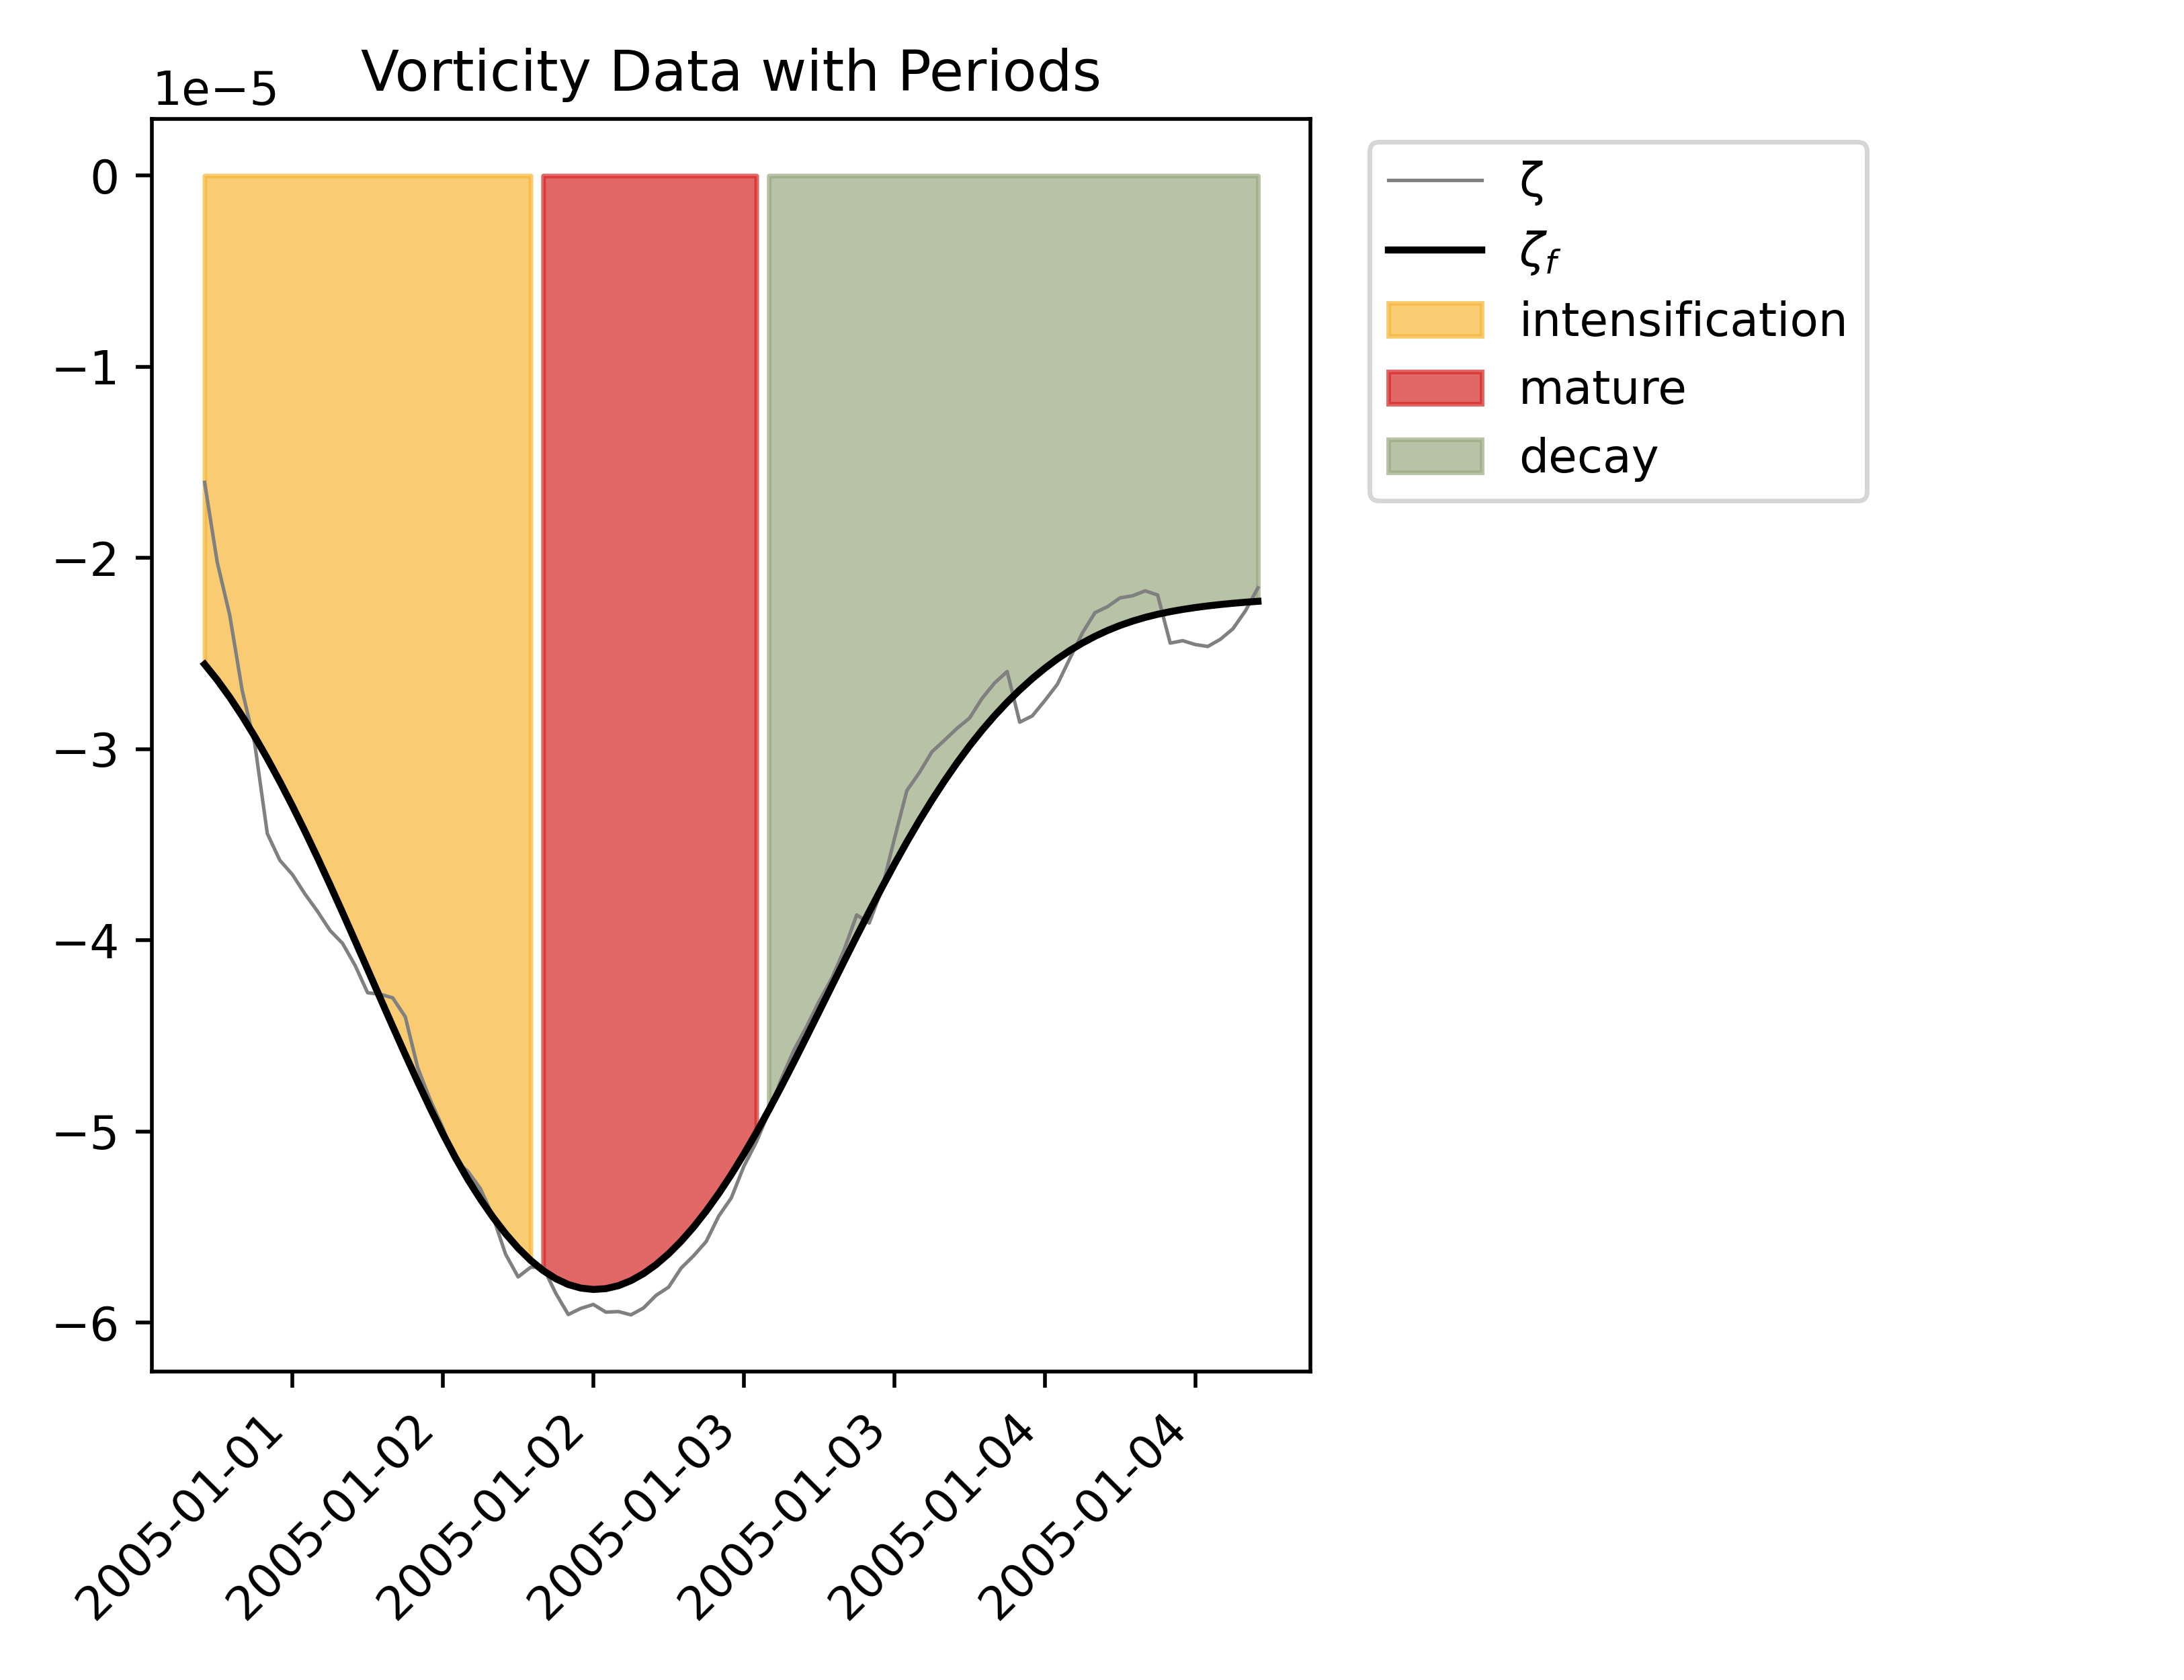 Vorticity Data with Periods
1e−5
0
−1
−2
−3
−4
−5
−6
2005-01-01
2005-01-02
2005-01-02
2005-01-03
2005-01-03
2005-01-04
2005-01-04
ζ
ζf
intensification
mature
decay